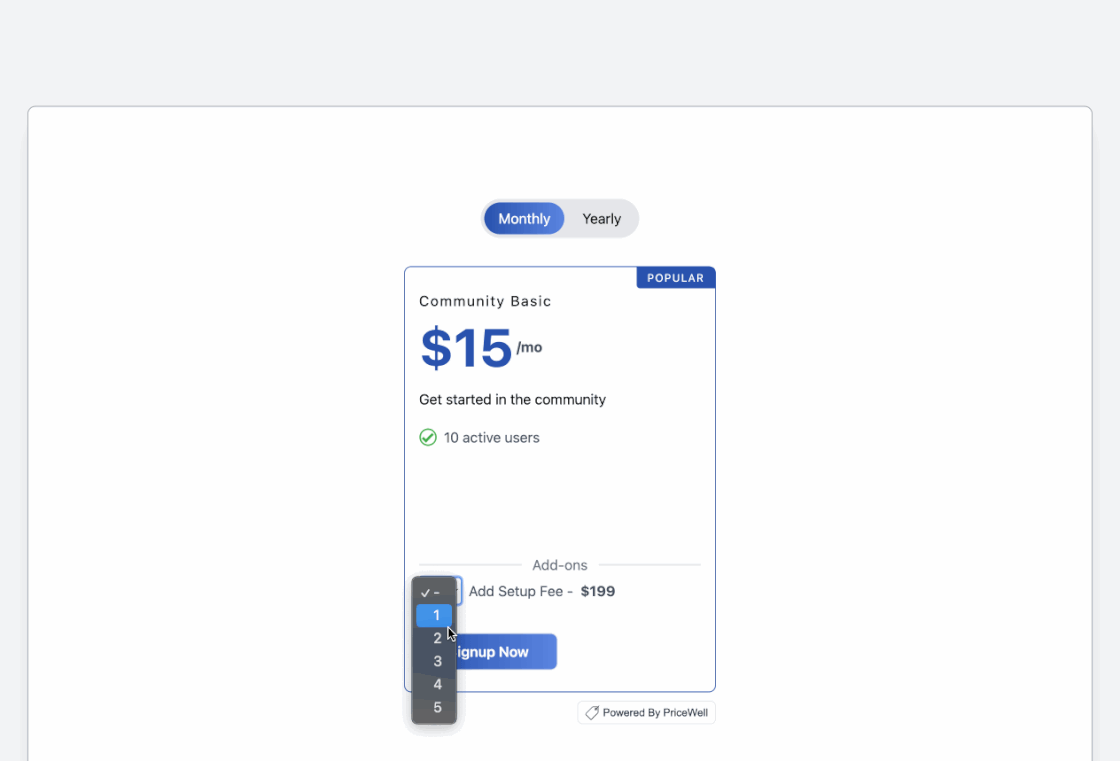 Monthly Yearly
POPULAR
Community Basic
$15 /mo
Get started in the community
10 active users
Add-ons
✓ - Add Setup Fee - $199
1
2
ignup Now
3
4
5
Powered By PriceWell